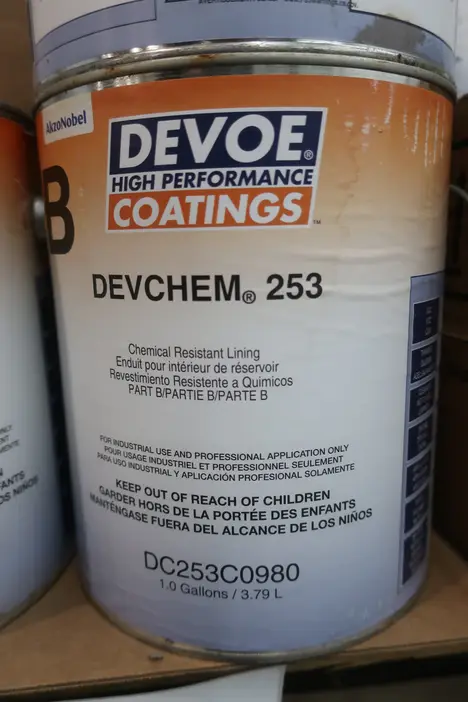 AkzoNobel
DEVOE®
HIGH PERFORMANCE
COATINGS™
B
DEVCHEM® 253
Chemical Resistant Lining
Enduit pour intérieur de réservoir
Revestimiento Resistente a Quimicos
PART B/PARTIE B/PARTE B
FOR INDUSTRIAL USE AND PROFESSIONAL APPLICATION ONLY
POUR USAGE INDUSTRIEL ET PROFESSIONNEL SEULEMENT
PARA USO INDUSTRIAL Y APLICACIÓN PROFESIONAL SOLAMENTE
KEEP OUT OF REACH OF CHILDREN
GARDER HORS DE LA PORTÉE DES ENFANTS
MANTÉNGASE FUERA DEL ALCANCE DE LOS NIÑOS
DC253C0980
1.0 Gallons / 3.79 L